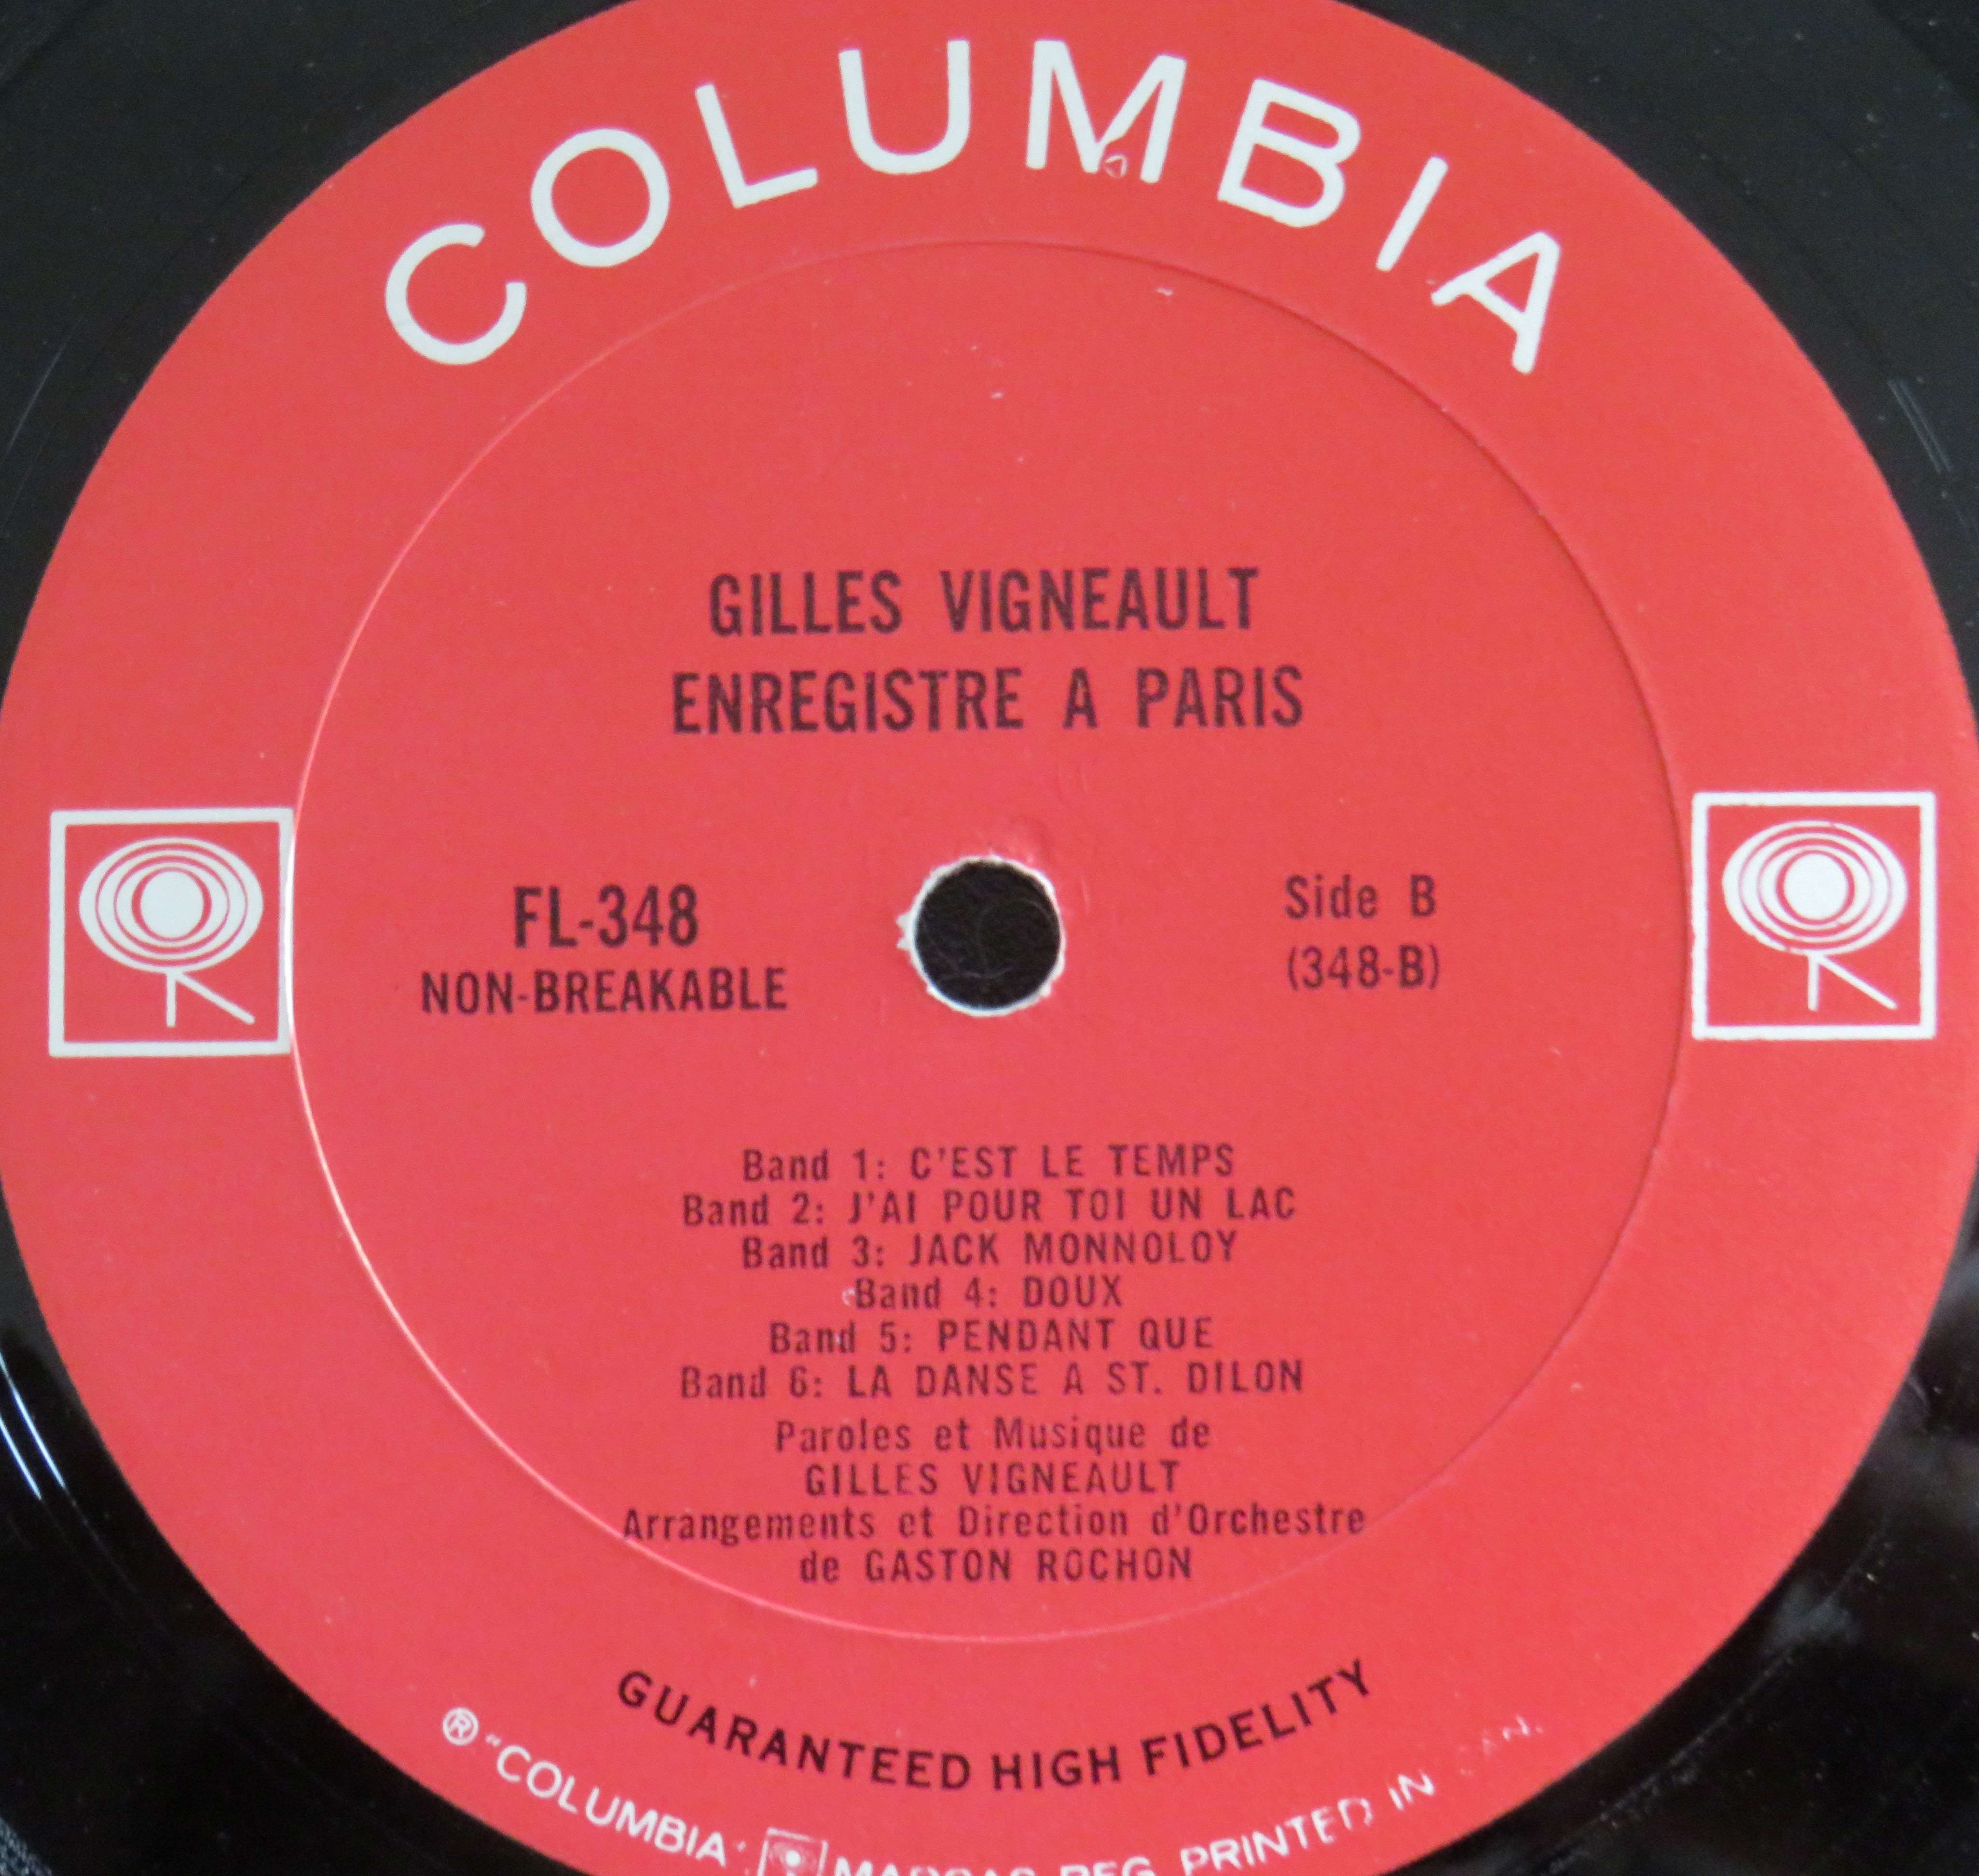 COLUMBIA
GILLES VIGNEAULT
ENREGISTRE A PARIS
FL-348
NON-BREAKABLE
Side B
(348-B)
Band 1: C'EST LE TEMPS
Band 2: J'AI POUR TOI UN LAC
Band 3: JACK MONNOLOY
Band 4: DOUX
Band 5: PENDANT QUE
Band 6: LA DANSE A ST. DILON
Paroles et Musique de
GILLES VIGNEAULT
Arrangements et Direction d'Orchestre
de GASTON ROCHON
GUARANTEED HIGH FIDELITY
® "COLUMBIA" REG. PRINTED IN